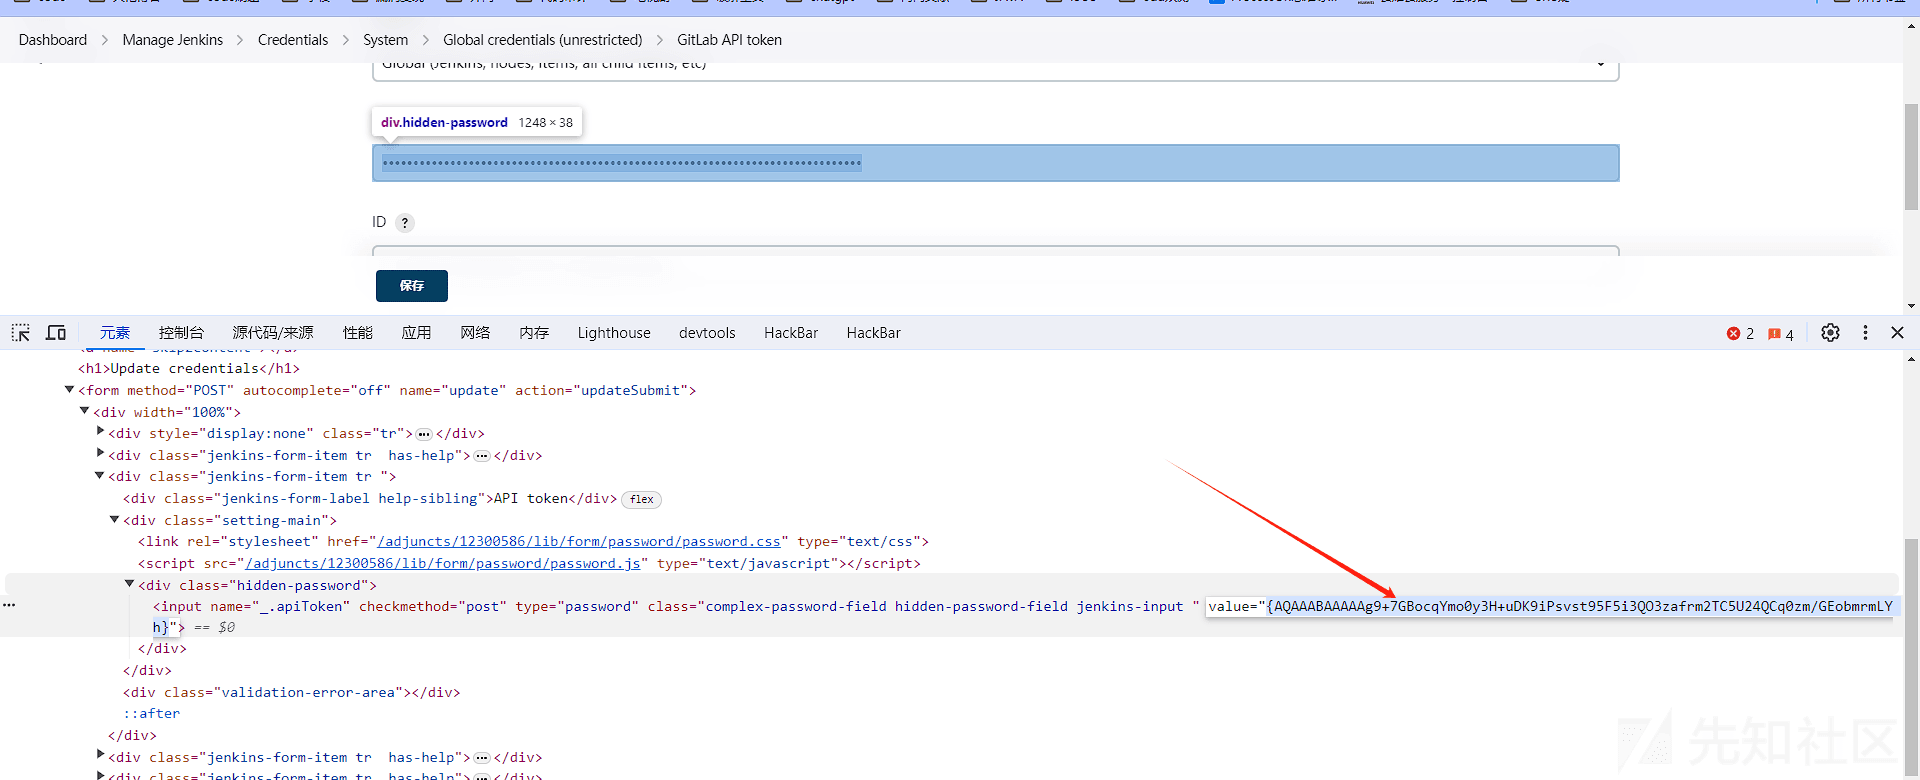 Dashboard > Manage Jenkins > Credentials > System > Global credentials (unrestricted) > GitLab API token
Global (Jenkins, nodes, items, all child items, etc)
div.hidden-password 1248 × 38
ID ?
保存
元素 控制台 源代码/来源 性能 应用 网络 内存 Lighthouse devtools HackBar HackBar 2 4
<h1>Update credentials</h1>
<form method="POST" autocomplete="off" name="update" action="updateSubmit">
<div width="100%">
<div style="display:none" class="tr">…</div>
<div class="jenkins-form-item tr  has-help">…</div>
<div class="jenkins-form-item tr ">
<div class="jenkins-form-label help-sibling">API token</div> flex
<div class="setting-main">
<link rel="stylesheet" href="/adjuncts/12300586/lib/form/password/password.css" type="text/css">
<script src="/adjuncts/12300586/lib/form/password/password.js" type="text/javascript"></script>
<div class="hidden-password">
<input name="_.apiToken" checkmethod="post" type="password" class="complex-password-field hidden-password-field jenkins-input " value="{AQAAABAAAAAg9+7GBocqYmo0y3H+uDK9iPsvst95F5i3QO3zafrm2TC5U24QCq0zm/GEobmrmLY
h}"> == $0
</div>
</div>
<div class="validation-error-area"></div>
::after
</div>
<div class="jenkins-form-item tr  has-help">…</div>
<div class="jenkins-form-item tr  has-help">…</div>
先知社区